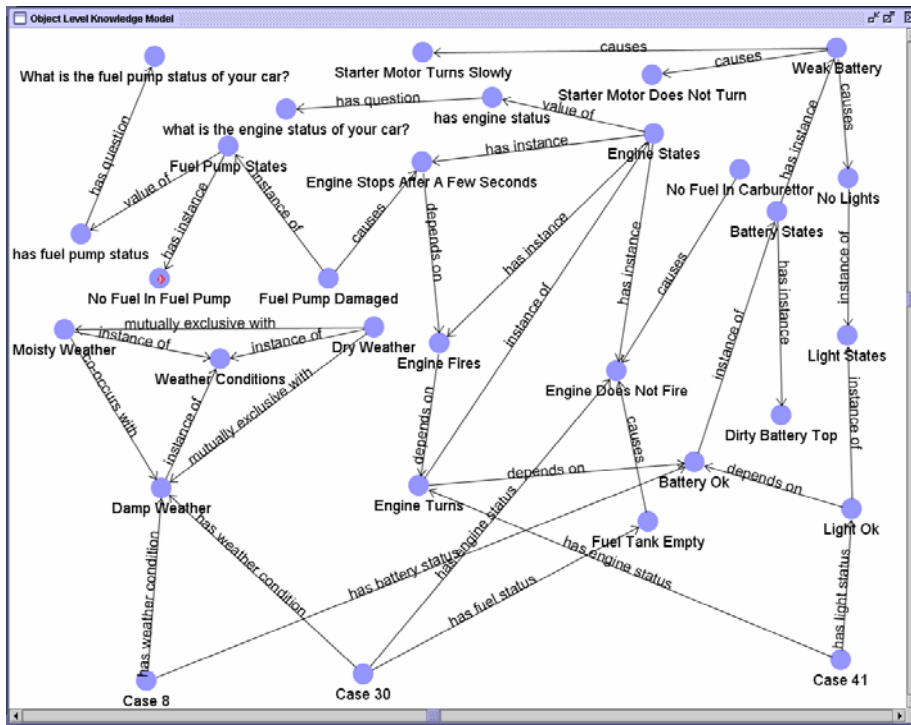 Object Level Knowledge Model
causes
What is the fuel pump status of your car?
Starter Motor Turns Slowly
Weak Battery
causes
Starter Motor Does Not Turn
has question
has engine status
value of
causes
what is the engine status of your car?
has question
Fuel Pump States
has instance
Engine States
has instance
Engine Stops After A Few Seconds
No Fuel In Carburettor
No Lights
value of
instance of
has instance
causes
depends on
has instance
has instance
causes
Battery States
instance of
has fuel pump status
No Fuel In Fuel Pump
Fuel Pump Damaged
instance of
has instance
mutually exclusive with
Moisty Weather
instance of
instance of
Dry Weather
Weather Conditions
Engine Fires
Engine Does Not Fire
instance of
Light States
co-occurs with
instance of
mutually exclusive with
depends on
causes
Dirty Battery Top
instance of
depends on
Battery Ok
depends on
Damp Weather
Engine Turns
has engine status
Fuel Tank Empty
Light Ok
has weather condition
has weather condition
has battery status
has engine status
has fuel status
has light status
Case 8
Case 30
Case 41